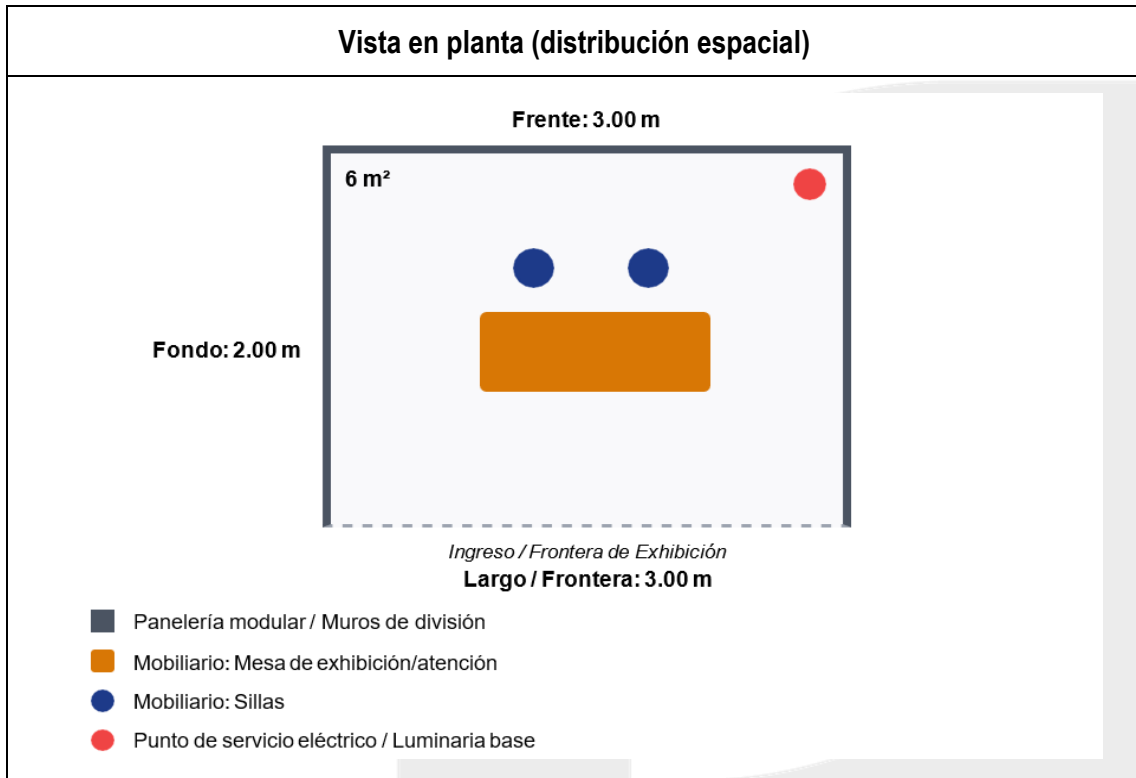 Vista en planta (distribución espacial)
Frente: 3.00 m
6 m²
Fondo: 2.00 m
Ingreso / Frontera de Exhibición
Largo / Frontera: 3.00 m
Panelería modular / Muros de división
Mobiliario: Mesa de exhibición/atención
Mobiliario: Sillas
Punto de servicio eléctrico / Luminaria base